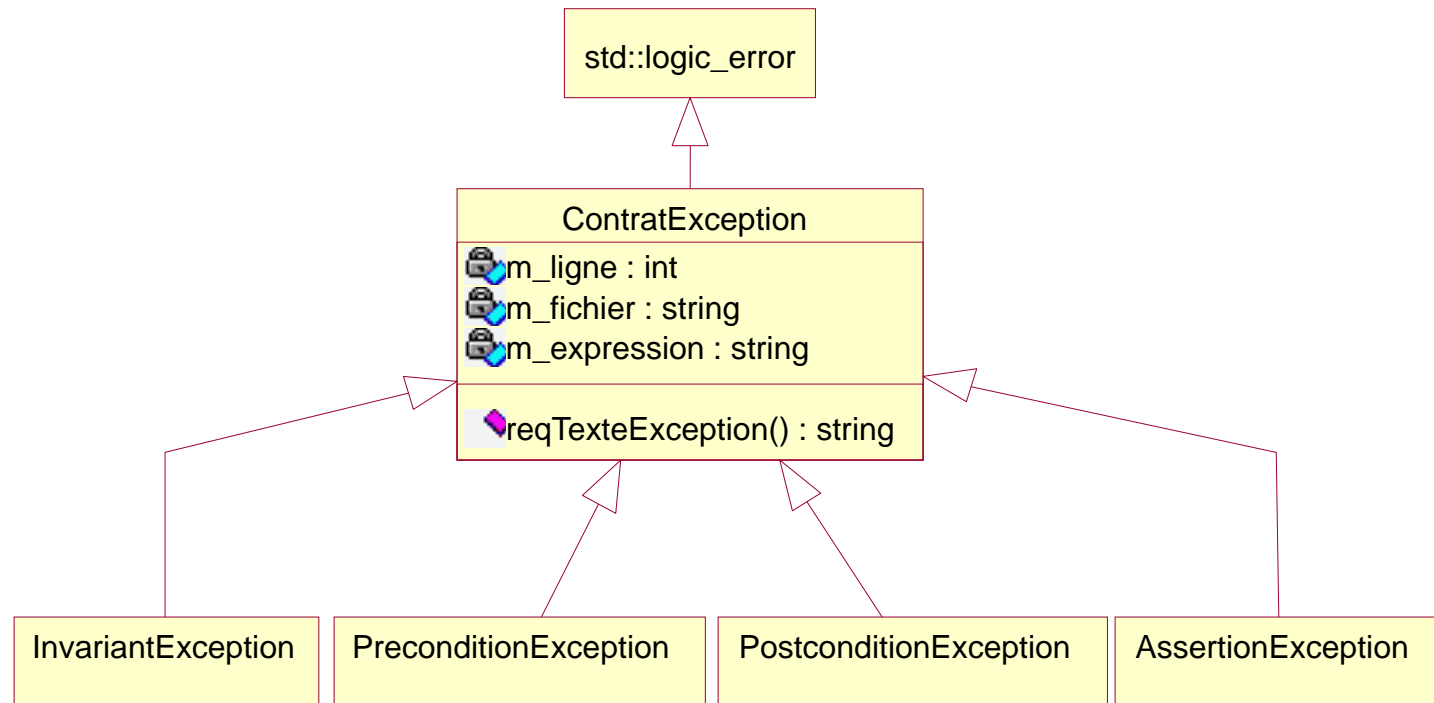 std::logic_error
ContratException
m_ligne : int
m_fichier : string
m_expression : string
reqTexteException() : string
InvariantException
PreconditionException
PostconditionException
AssertionException